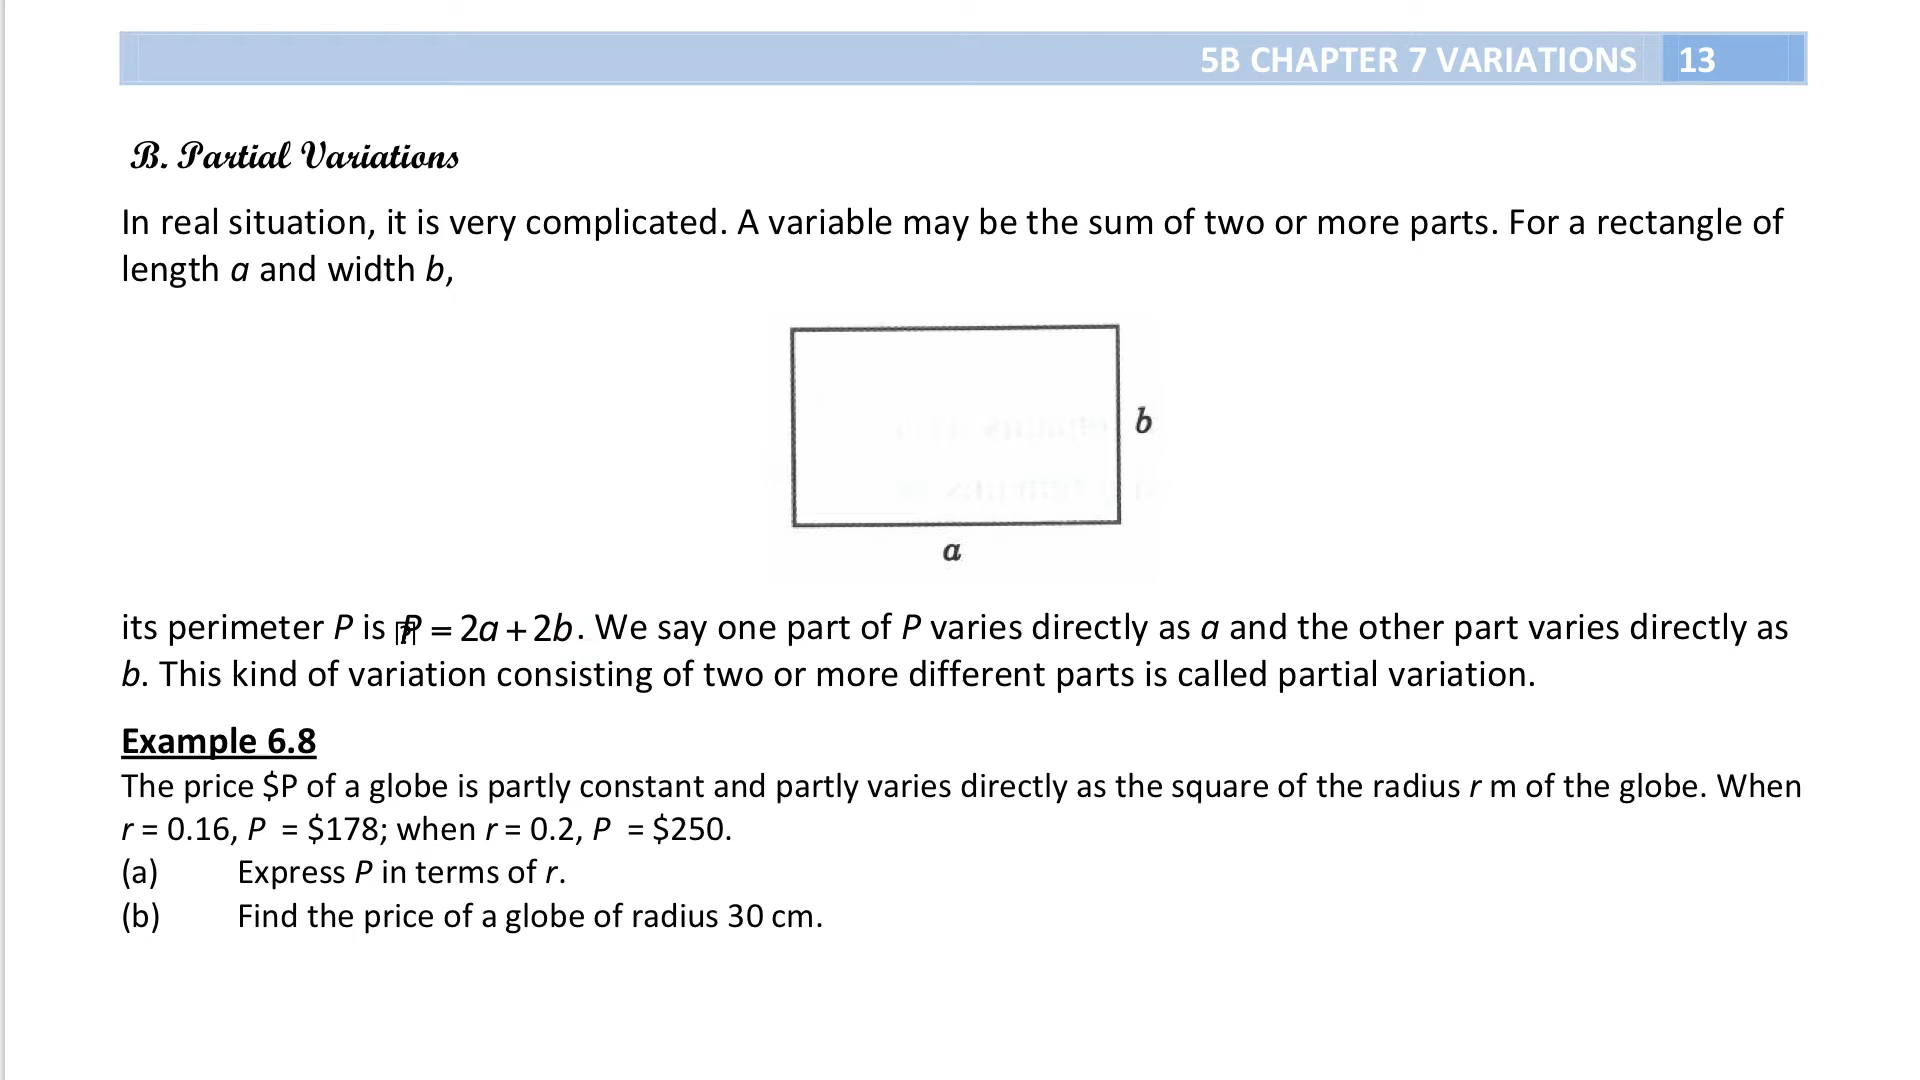 5B CHAPTER 7 VARIATIONS 13
B. Partial Variations
In real situation, it is very complicated. A variable may be the sum of two or more parts. For a rectangle of
length a and width b,
b
a
its perimeter P is P = 2a + 2b. We say one part of P varies directly as a and the other part varies directly as
b. This kind of variation consisting of two or more different parts is called partial variation.
Example 6.8
The price $P of a globe is partly constant and partly varies directly as the square of the radius r m of the globe. When
r = 0.16, P = $178; when r = 0.2, P = $250.
(a) Express P in terms of r.
(b) Find the price of a globe of radius 30 cm.